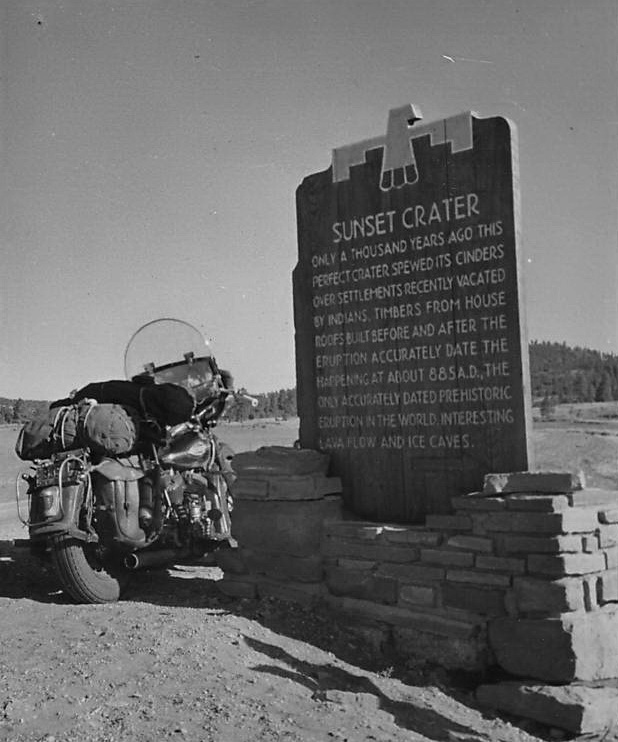 SUNSET CRATER
ONLY A THOUSAND YEARS AGO THIS
PERFECT CRATER SPEWED ITS CINDERS
OVER SETTLEMENTS RECENTLY VACATED
BY INDIANS. TIMBERS FROM HOUSE
ROOFS BUILT BEFORE AND AFTER THE
ERUPTION ACCURATELY DATE THE
HAPPENING AT ABOUT 885 A.D., THE
ONLY ACCURATELY DATED PREHISTORIC
ERUPTION IN THE WORLD. INTERESTING
LAVA FLOW AND ICE CAVES.